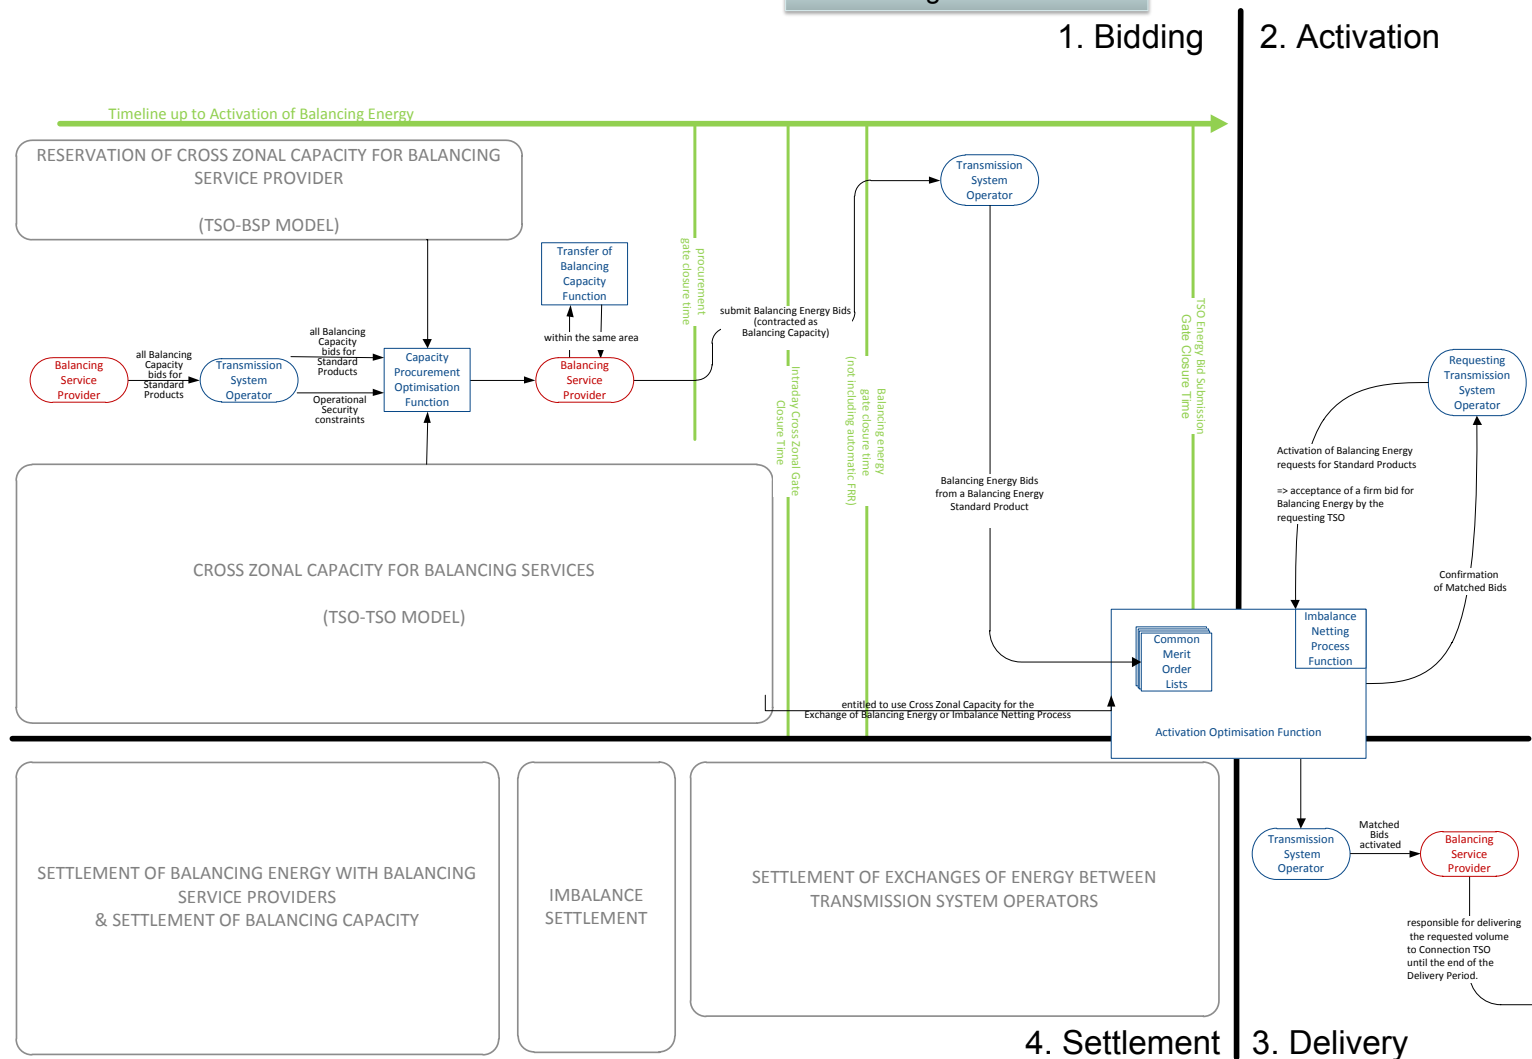 1. Bidding
2. Activation
Timeline up to Activation of Balancing Energy
RESERVATION OF CROSS ZONAL CAPACITY FOR BALANCING
SERVICE PROVIDER
(TSO-BSP MODEL)
Transmission
System
Operator
Transfer of
Balancing
Capacity
Function
procurement
gate closure time
submit Balancing Energy Bids
(contracted as
Balancing Capacity)
within the same area
Balancing
Service
Provider
all Balancing
Capacity
bids for
Standard
Products
Transmission
System
Operator
all Balancing
Capacity
bids for
Standard
Products
Operational
Security
constraints
Capacity
Procurement
Optimisation
Function
Balancing
Service
Provider
Intraday Cross Zonal Gate
Closure Time
Balancing energy
gate closure time
(not including automatic FRR)
TSO Energy Bid Submission
Gate Closure Time
Requesting
Transmission
System
Operator
Activation of Balancing Energy
requests for Standard Products
=> acceptance of a firm bid for
Balancing Energy by the
requesting TSO
Balancing Energy Bids
from a Balancing Energy
Standard Product
Confirmation
of Matched Bids
CROSS ZONAL CAPACITY FOR BALANCING SERVICES
(TSO-TSO MODEL)
Common
Merit
Order
Lists
Imbalance
Netting
Process
Function
entitled to use Cross Zonal Capacity for the
Exchange of Balancing Energy or Imbalance Netting Process
Activation Optimisation Function
SETTLEMENT OF BALANCING ENERGY WITH BALANCING
SERVICE PROVIDERS
& SETTLEMENT OF BALANCING CAPACITY
IMBALANCE
SETTLEMENT
SETTLEMENT OF EXCHANGES OF ENERGY BETWEEN
TRANSMISSION SYSTEM OPERATORS
Transmission
System
Operator
Matched
Bids
activated
Balancing
Service
Provider
responsible for delivering
the requested volume
to Connection TSO
until the end of the
Delivery Period.
4. Settlement
3. Delivery